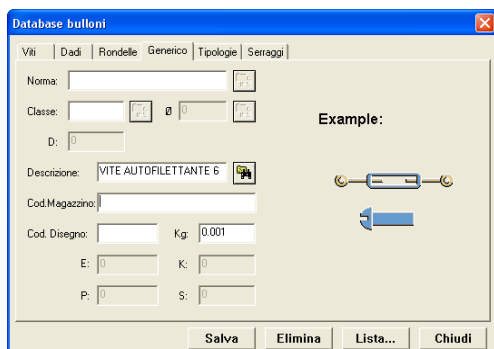 Database bulloni
Viti Dadi Rondelle Generico Tipologie Serraggi
Norma:
Classe: Ø 0
Example:
D: 0
Descrizione: VITE AUTOFILETTANTE 6
Cod.Magazzino:
Cod. Disegno: Kg: 0.001
E: 0 K: 0
P: 0 S: 0
Salva Elimina Lista... Chiudi